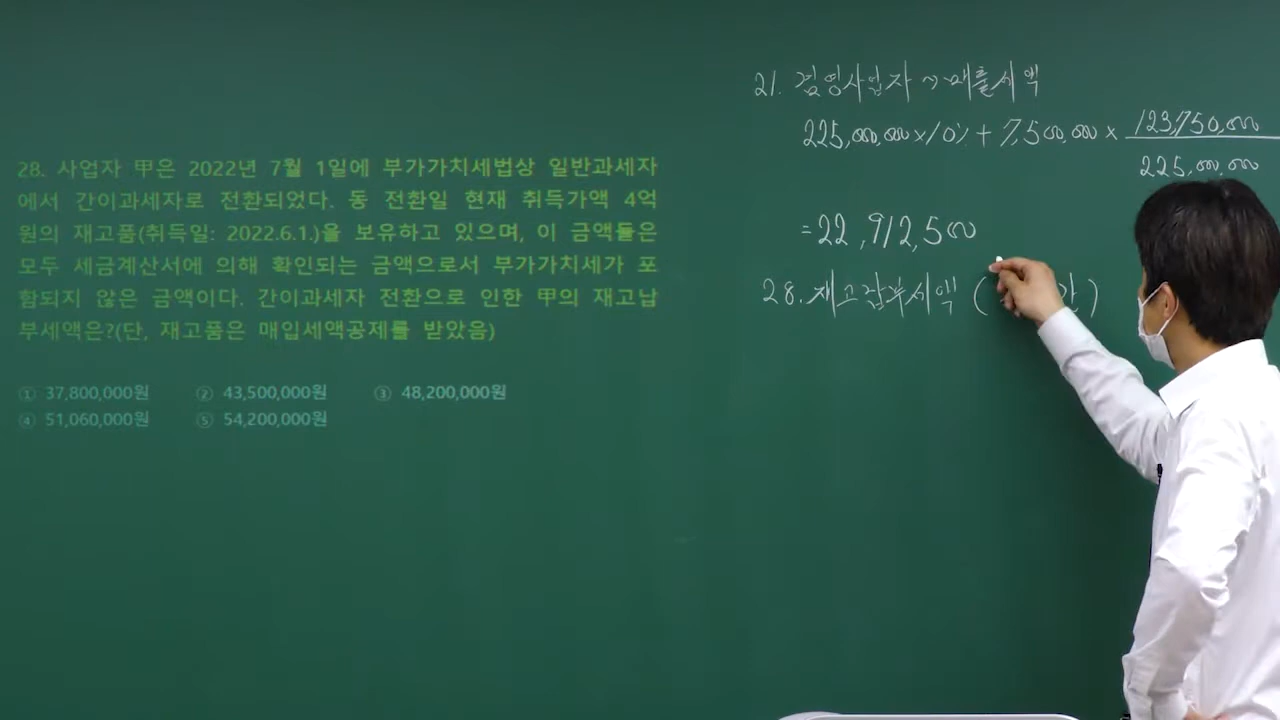 28. 사업자 甲은 2022년 7월 1일에 부가가치세법상 일반과세자
에서 간이과세자로 전환되었다. 동 전환일 현재 취득가액 4억
원의 재고품(취득일: 2022.6.1.)을 보유하고 있으며, 이 금액들은
모두 세금계산서에 의해 확인되는 금액으로서 부가가치세가 포
함되지 않은 금액이다. 간이과세자 전환으로 인한 甲의 재고납
부세액은?(단, 재고품은 매입세액공제를 받았음)
① 37,800,000원 ② 43,500,000원 ③ 48,200,000원
④ 51,060,000원 ⑤ 54,200,000원
21. 겸영사업자 ~> 매출세액
225,000,000 x 10% + 7,500,000 x 123,750,000
225,000,000
= 22,912,500
28. 재고납부세액 ( )